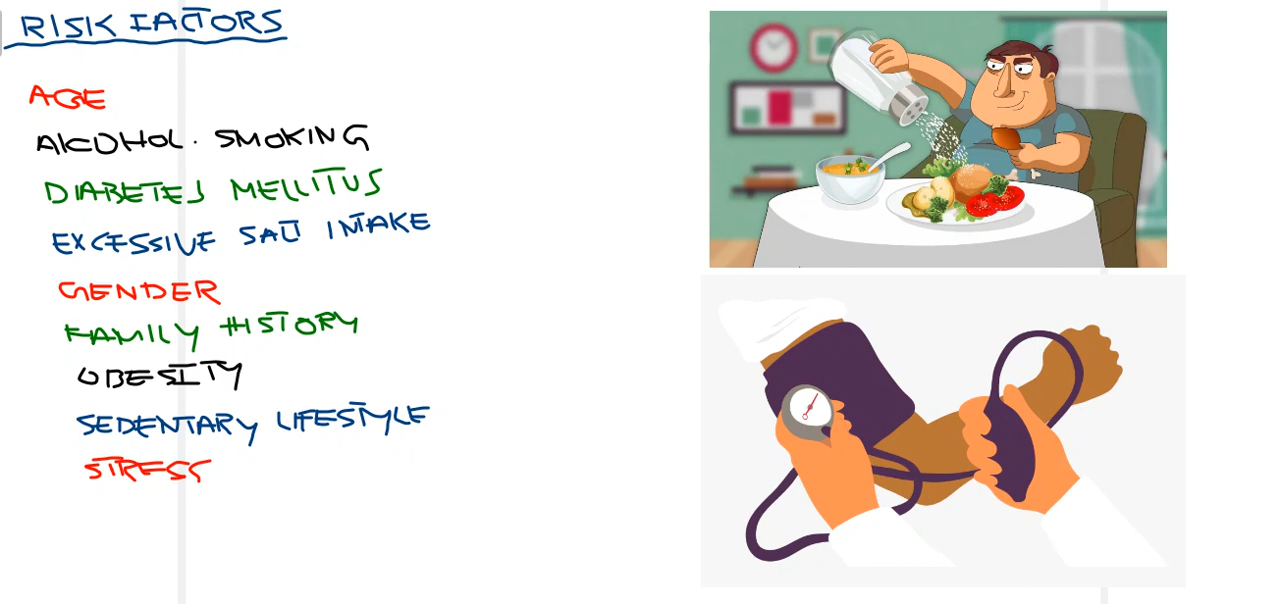 RISK FACTORS
AGE
ALCOHOL. SMOKING
DIABETES MELLITUS
EXCESSIVE SALT INTAKE
GENDER
FAMILY HISTORY
OBESITY
SEDENTARY LIFESTYLE
STRESS